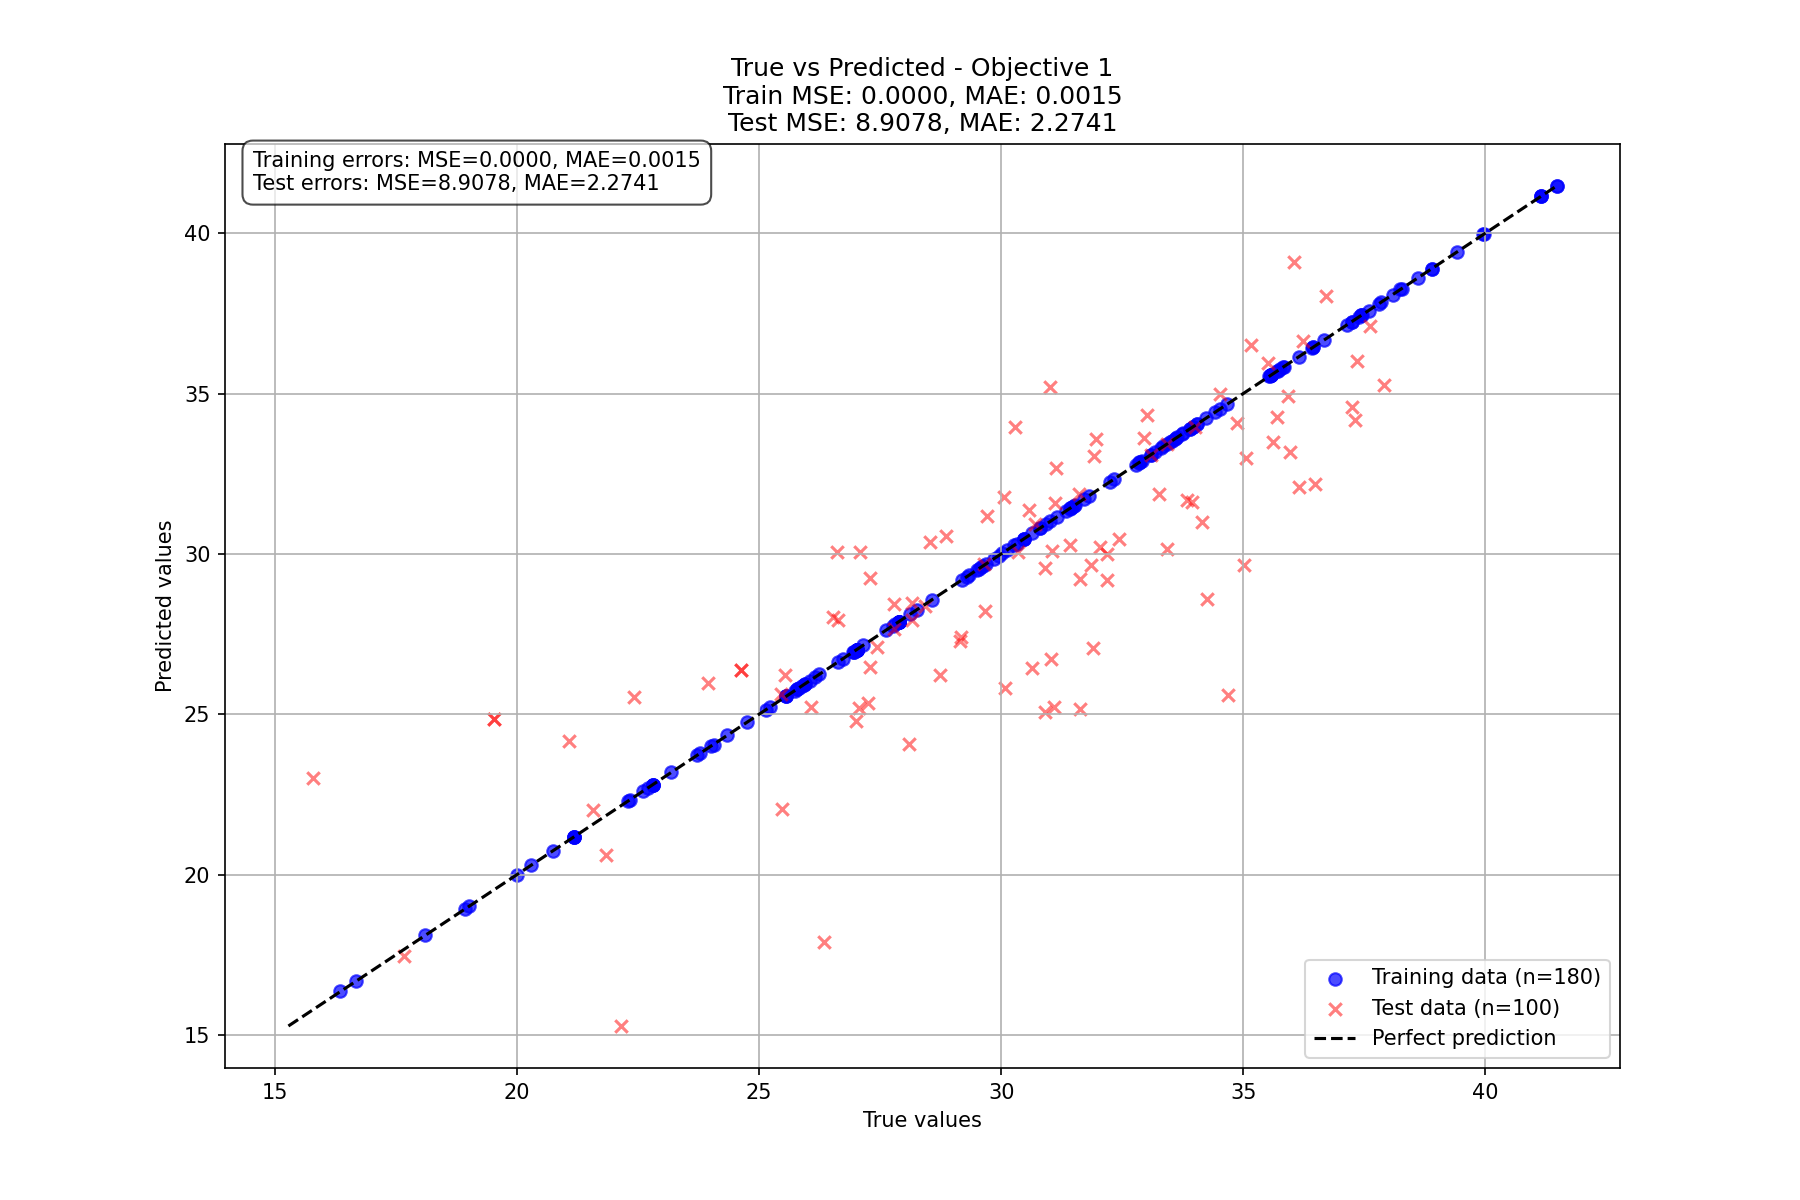 True vs Predicted - Objective 1
Train MSE: 0.0000, MAE: 0.0015
Test MSE: 8.9078, MAE: 2.2741
Training errors: MSE=0.0000, MAE=0.0015
Test errors: MSE=8.9078, MAE=2.2741
40
35
30
25
20
15
Predicted values
Training data (n=180)
Test data (n=100)
Perfect prediction
15 20 25 30 35 40
True values